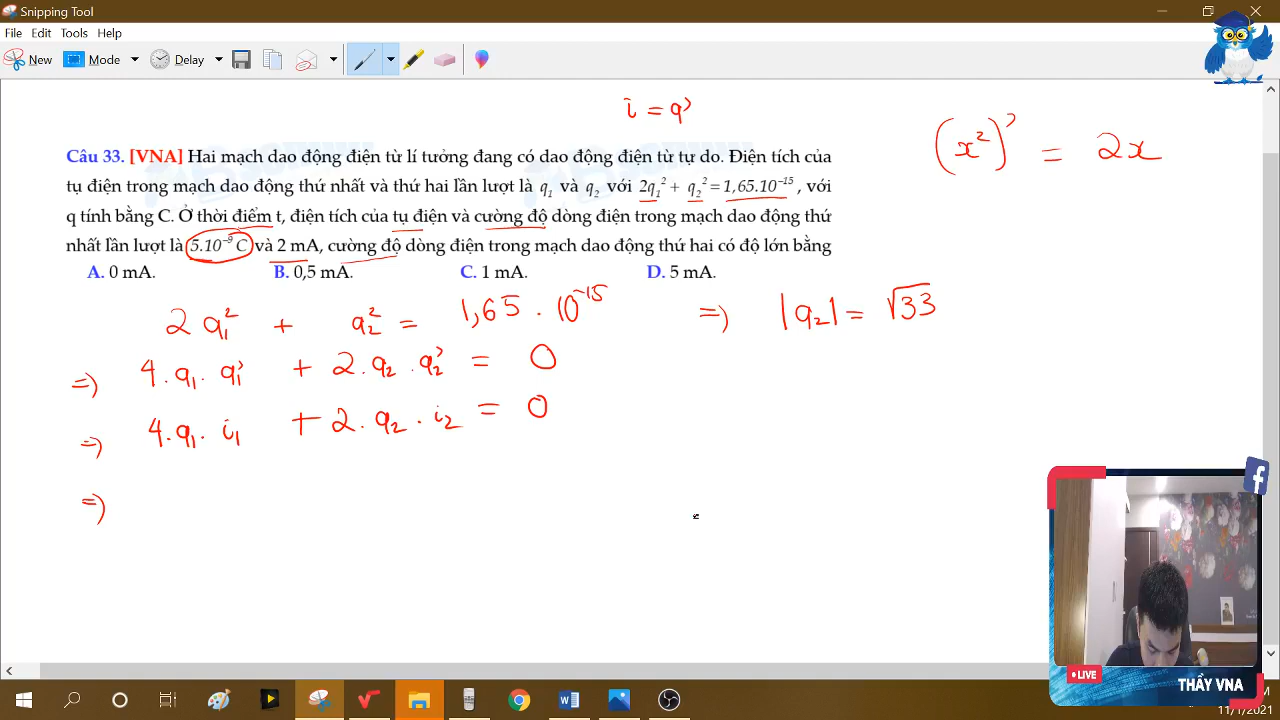 Snipping Tool
File Edit Tools Help
New Mode Delay
i = q'
(x²)' = 2x
Câu 33. [VNA] Hai mạch dao động điện từ lí tưởng đang có dao động điện từ tự do. Điện tích của
tụ điện trong mạch dao động thứ nhất và thứ hai lần lượt là q₁ và q₂ với 2q₁² + q₂² = 1,65.10⁻¹⁵, với
q tính bằng C. Ở thời điểm t, điện tích của tụ điện và cường độ dòng điện trong mạch dao động thứ
nhất lần lượt là 5.10⁻⁹ C và 2 mA, cường độ dòng điện trong mạch dao động thứ hai có độ lớn bằng
A. 0 mA. B. 0,5 mA. C. 1 mA. D. 5 mA.
2 q₁² + q₂² = 1,65 . 10⁻¹⁵ => |q₂| = √33
=> 4.q₁.q₁' + 2.q₂.q₂' = 0
=> 4.q₁.i₁ + 2.q₂.i₂ = 0
=>
LIVE
THẦY VNA
11/1/2021